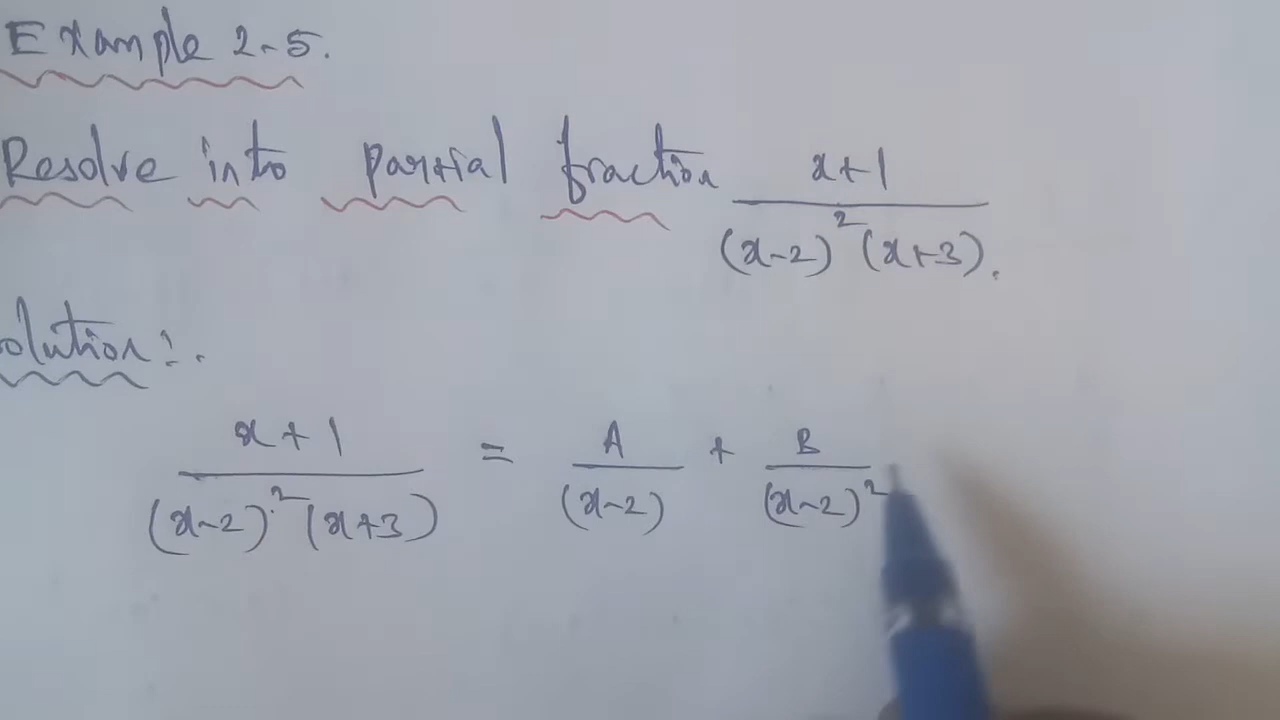 Example 2-5.
Resolve into partial fraction x+1 / (x-2)²(x+3).
olution:-.
x+1 / (x-2)²(x+3) = A / (x-2) + B / (x-2)²